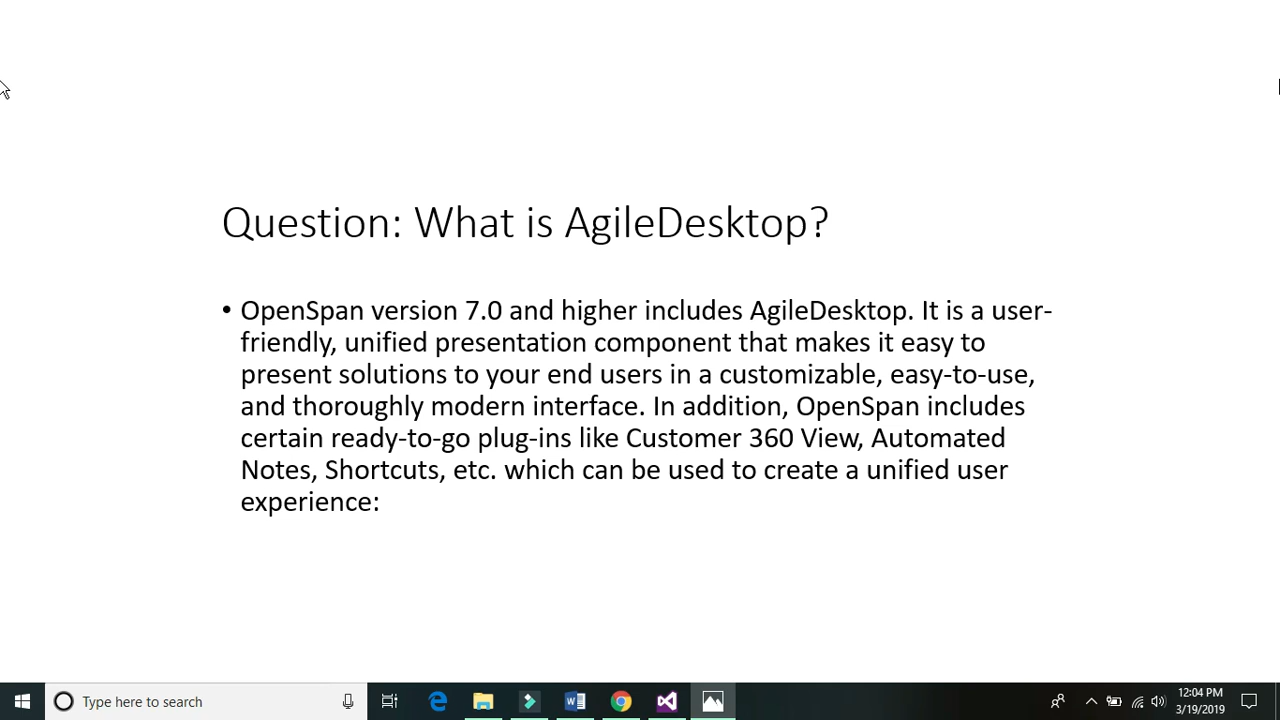 Question: What is AgileDesktop?
• OpenSpan version 7.0 and higher includes AgileDesktop. It is a user-
friendly, unified presentation component that makes it easy to
present solutions to your end users in a customizable, easy-to-use,
and thoroughly modern interface. In addition, OpenSpan includes
certain ready-to-go plug-ins like Customer 360 View, Automated
Notes, Shortcuts, etc. which can be used to create a unified user
experience:
Type here to search
12:04 PM
3/19/2019